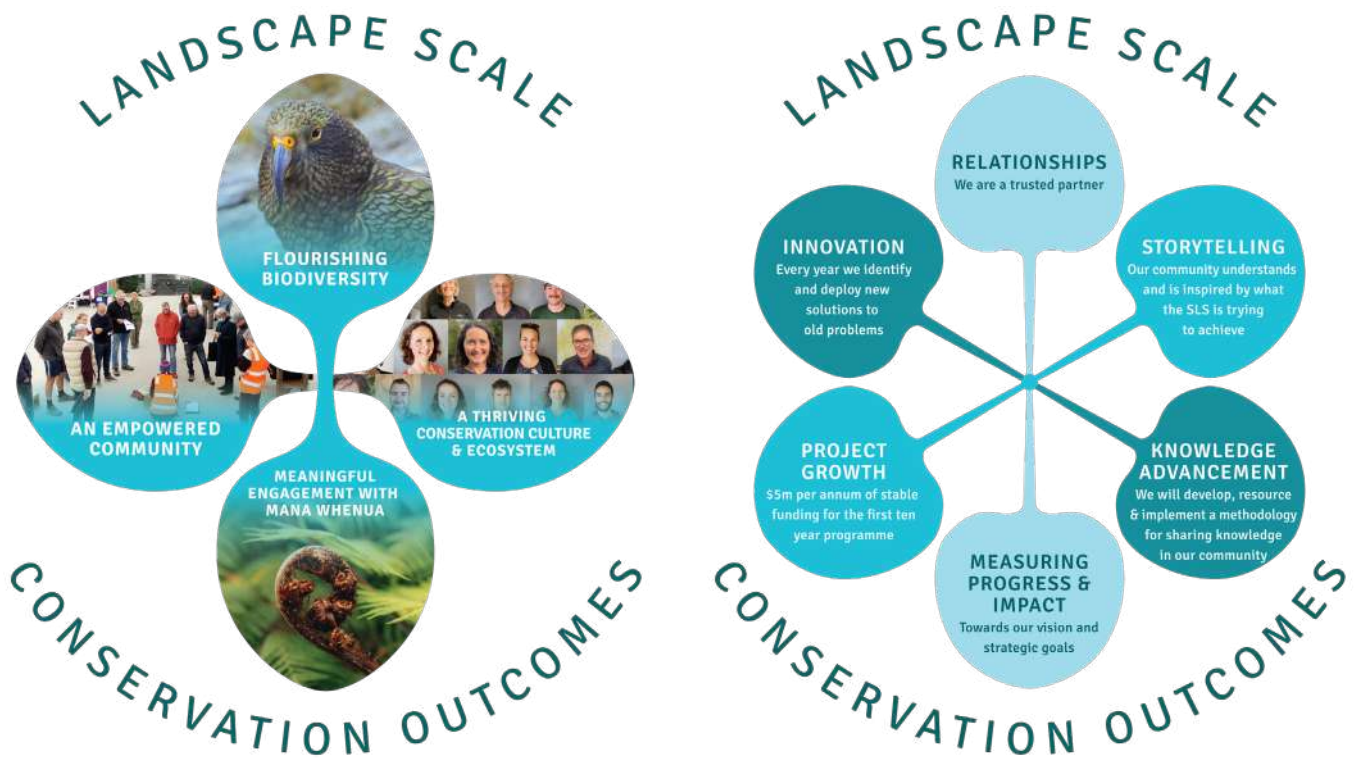 LANDSCAPE SCALE
FLOURISHING
BIODIVERSITY
AN EMPOWERED
COMMUNITY
A THRIVING
CONSERVATION CULTURE
& ECOSYSTEM
MEANINGFUL
ENGAGEMENT WITH
MANA WHENUA
CONSERVATION OUTCOMES
LANDSCAPE SCALE
RELATIONSHIPS
We are a trusted partner
INNOVATION
Every year we identify
and deploy new
solutions to
old problems
STORYTELLING
Our community understands
and is inspired by what
the SLS is trying
to achieve
PROJECT
GROWTH
$5m per annum of stable
funding for the first ten
year programme
KNOWLEDGE
ADVANCEMENT
We will develop, resource
& implement a methodology
for sharing knowledge
in our community
MEASURING
PROGRESS &
IMPACT
Towards our vision and
strategic goals
CONSERVATION OUTCOMES